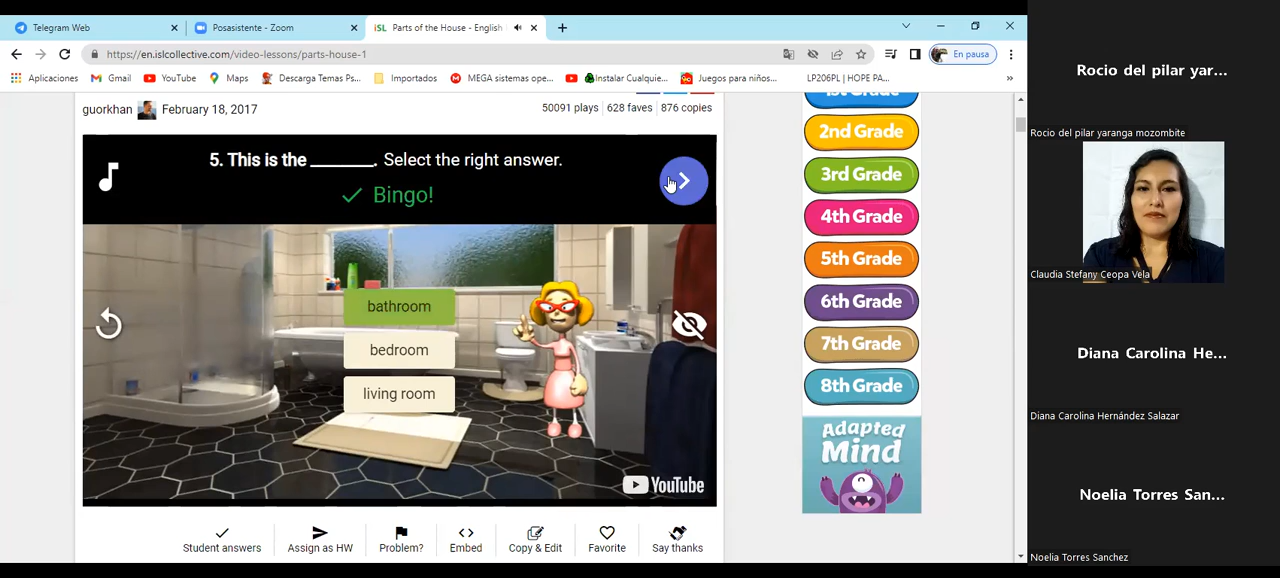 Telegram Web
Posasistente - Zoom
iSL Parts of the House - English
https://en.islcollective.com/video-lessons/parts-house-1
En pausa
Aplicaciones
Gmail
YouTube
Maps
Descarga Temas Ps...
Importados
MEGA sistemas ope...
Instalar Cualquie...
Juegos para niños...
LP206PL | HOPE PA...
»
guorkhan
February 18, 2017
50091 plays
628 faves
876 copies
5. This is the _______. Select the right answer.
Bingo!
bathroom
bedroom
living room
YouTube
Student answers
Assign as HW
Problem?
Embed
Copy & Edit
Favorite
Say thanks
1st Grade
2nd Grade
3rd Grade
4th Grade
5th Grade
6th Grade
7th Grade
8th Grade
Adapted
Mind
Rocio del pilar yar...
Rocio del pilar yaranga mozombite
Claudia Stefany Ceopa Vela
Diana Carolina He...
Diana Carolina Hernández Salazar
Noelia Torres San...
Noelia Torres Sanchez